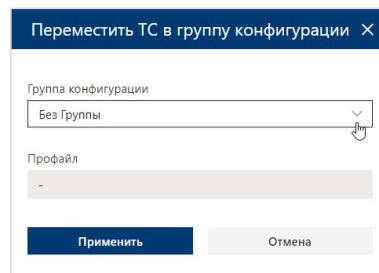 Переместить ТС в группу конфигурации
Группа конфигурации
Без Группы
Профайл
-
Применить
Отмена